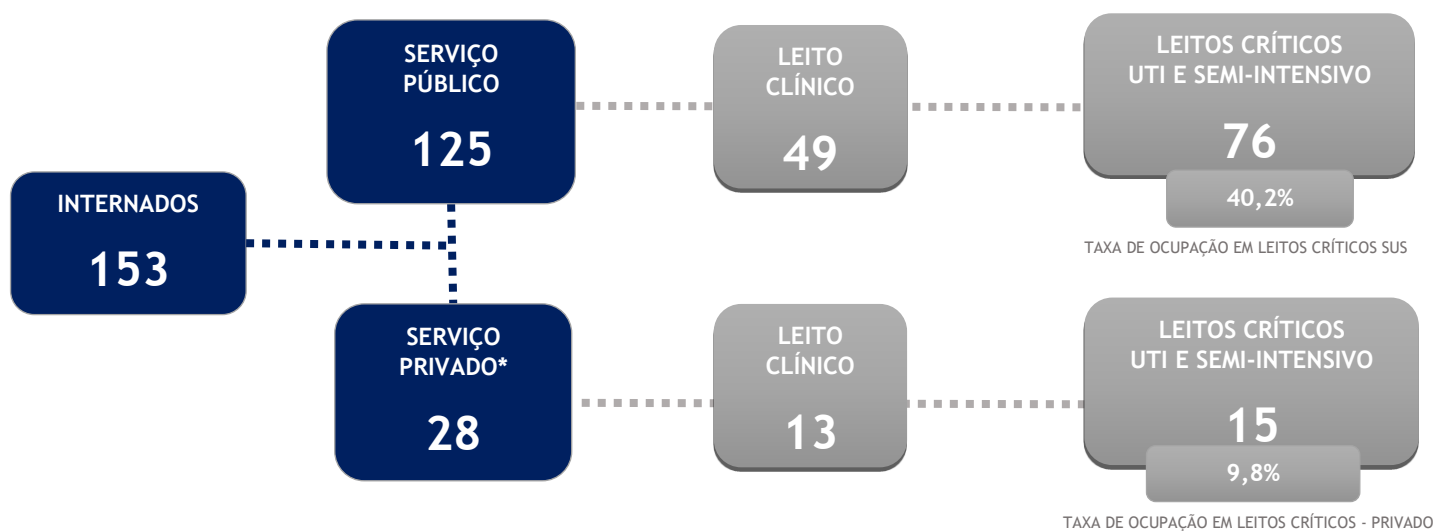 INTERNADOS
153
SERVIÇO
PÚBLICO
125
LEITO
CLÍNICO
49
LEITOS CRÍTICOS
UTI E SEMI-INTENSIVO
76
40,2%
TAXA DE OCUPAÇÃO EM LEITOS CRÍTICOS SUS
SERVIÇO
PRIVADO*
28
LEITO
CLÍNICO
13
LEITOS CRÍTICOS
UTI E SEMI-INTENSIVO
15
9,8%
TAXA DE OCUPAÇÃO EM LEITOS CRÍTICOS - PRIVADO